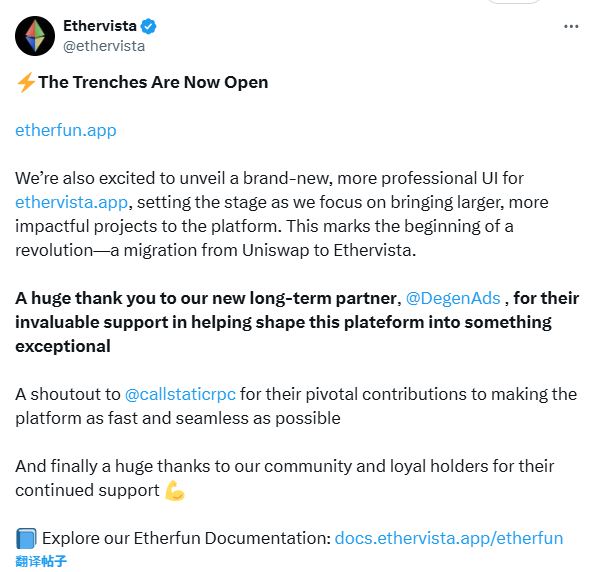 Ethervista
@ethervista
⚡The Trenches Are Now Open
etherfun.app
We’re also excited to unveil a brand-new, more professional UI for
ethervista.app, setting the stage as we focus on bringing larger, more
impactful projects to the platform. This marks the beginning of a
revolution—a migration from Uniswap to Ethervista.
A huge thank you to our new long-term partner, @DegenAds , for their
invaluable support in helping shape this plateform into something
exceptional
A shoutout to @callstaticrpc for their pivotal contributions to making the
platform as fast and seamless as possible
And finally a huge thanks to our community and loyal holders for their
continued support 💪
📘 Explore our Etherfun Documentation: docs.ethervista.app/etherfun
翻译帖子